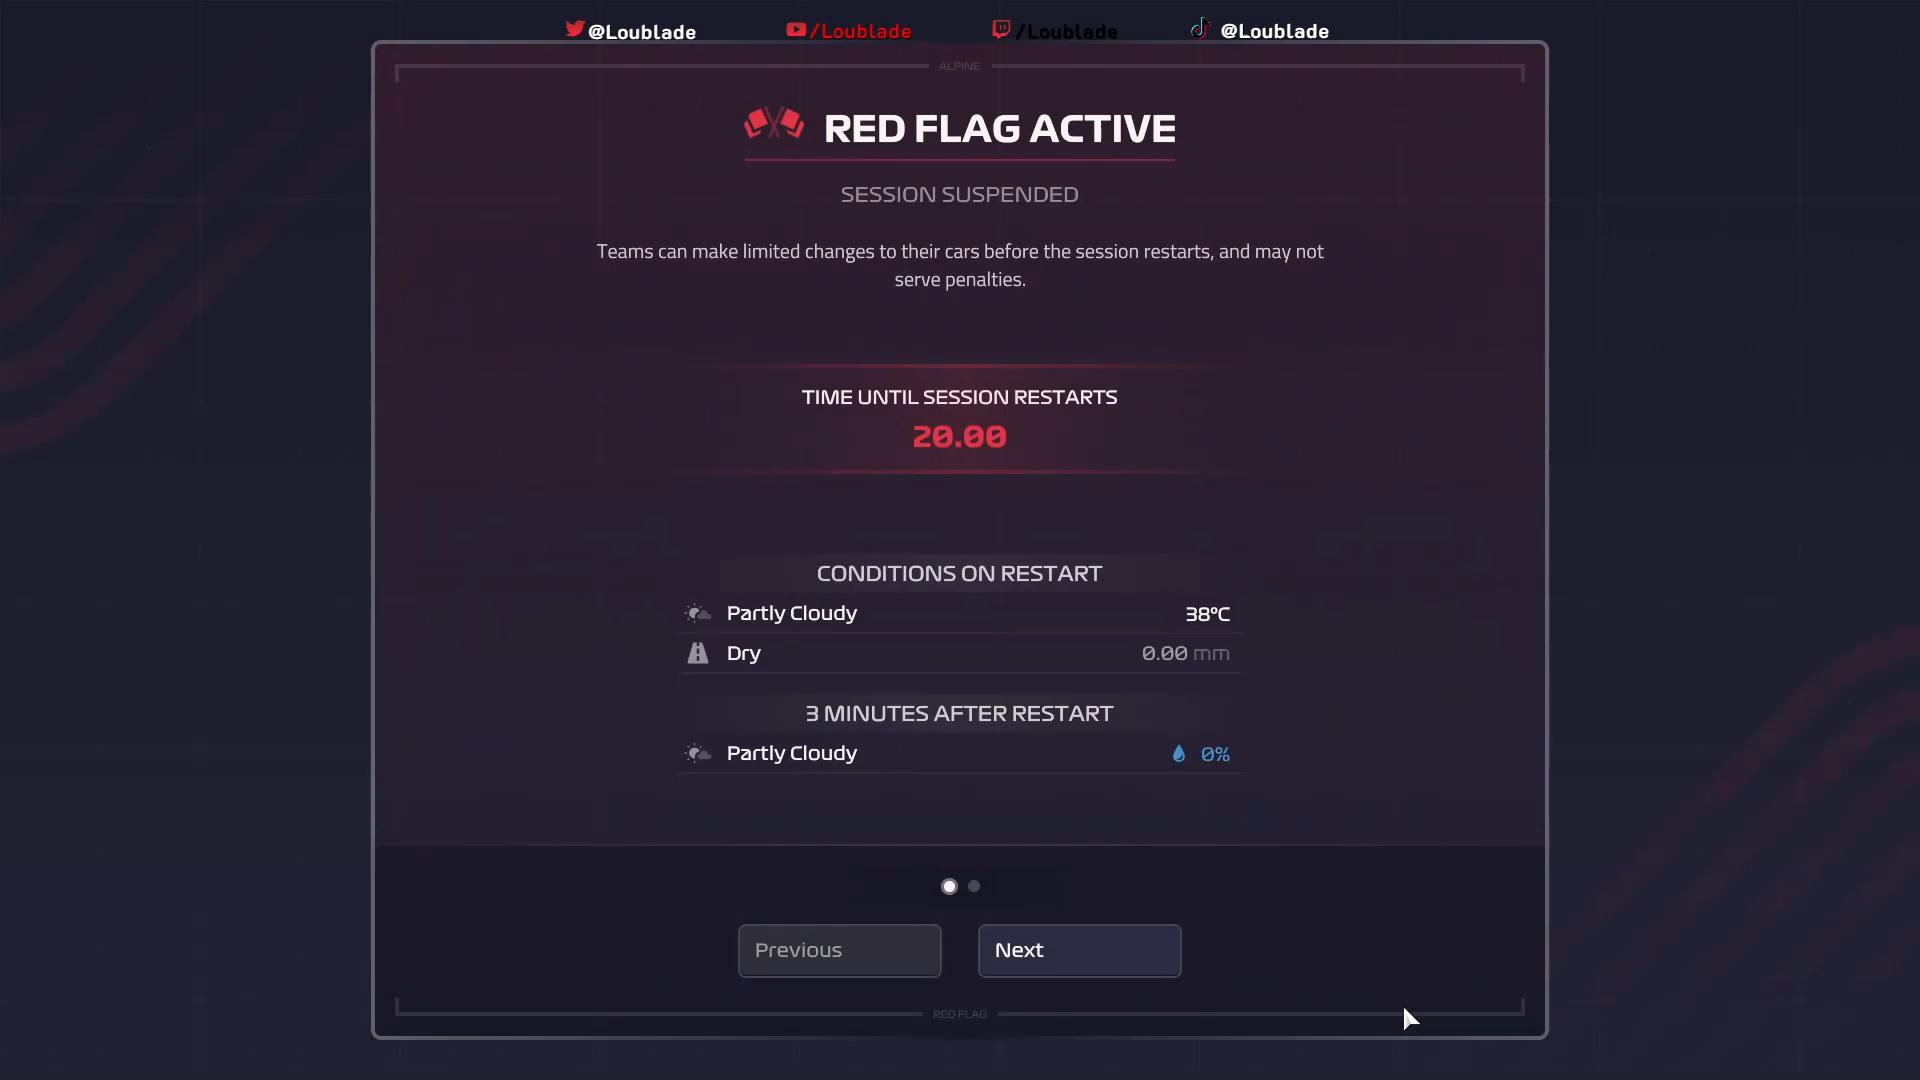 @Loublade /Loublade /Loublade @Loublade
ALPINE
RED FLAG ACTIVE
SESSION SUSPENDED
Teams can make limited changes to their cars before the session restarts, and may not
serve penalties.
TIME UNTIL SESSION RESTARTS
20.00
CONDITIONS ON RESTART
Partly Cloudy 38°C
Dry 0.00 mm
3 MINUTES AFTER RESTART
Partly Cloudy 0%
Previous Next
RED FLAG